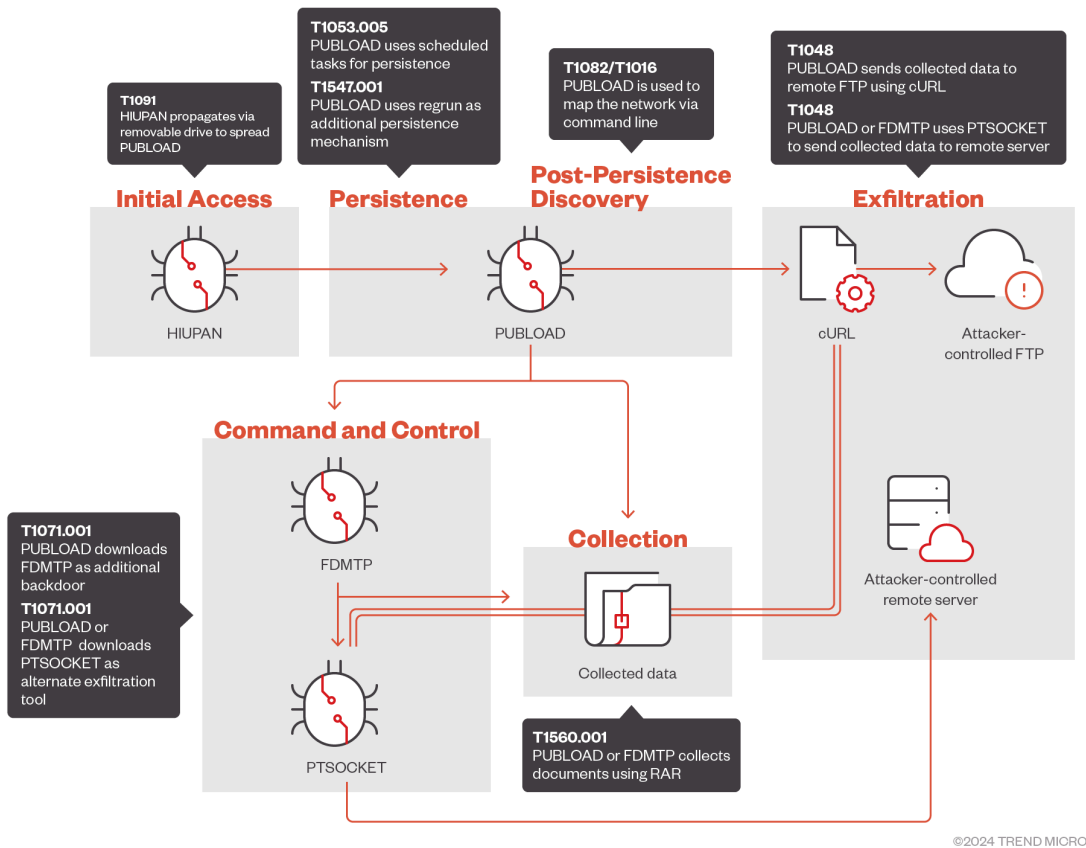 T1091
HIUPAN propagates via
removable drive to spread
PUBLOAD
T1053.005
PUBLOAD uses scheduled
tasks for persistence
T1547.001
PUBLOAD uses regrun as
additional persistence
mechanism
T1082/T1016
PUBLOAD is used to
map the network via
command line
T1048
PUBLOAD sends collected data to
remote FTP using cURL
T1048
PUBLOAD or FDMTP uses PTSOCKET
to send collected data to remote server
Initial Access
Persistence
Post-Persistence
Discovery
Exfiltration
HIUPAN
PUBLOAD
cURL
Attacker-
controlled FTP
Command and Control
FDMTP
T1071.001
PUBLOAD downloads
FDMTP as additional
backdoor
T1071.001
PUBLOAD or
FDMTP  downloads
PTSOCKET as
alternate exfiltration
tool
Collection
Collected data
Attacker-controlled
remote server
PTSOCKET
T1560.001
PUBLOAD or FDMTP collects
documents using RAR
©2024 TREND MICRO